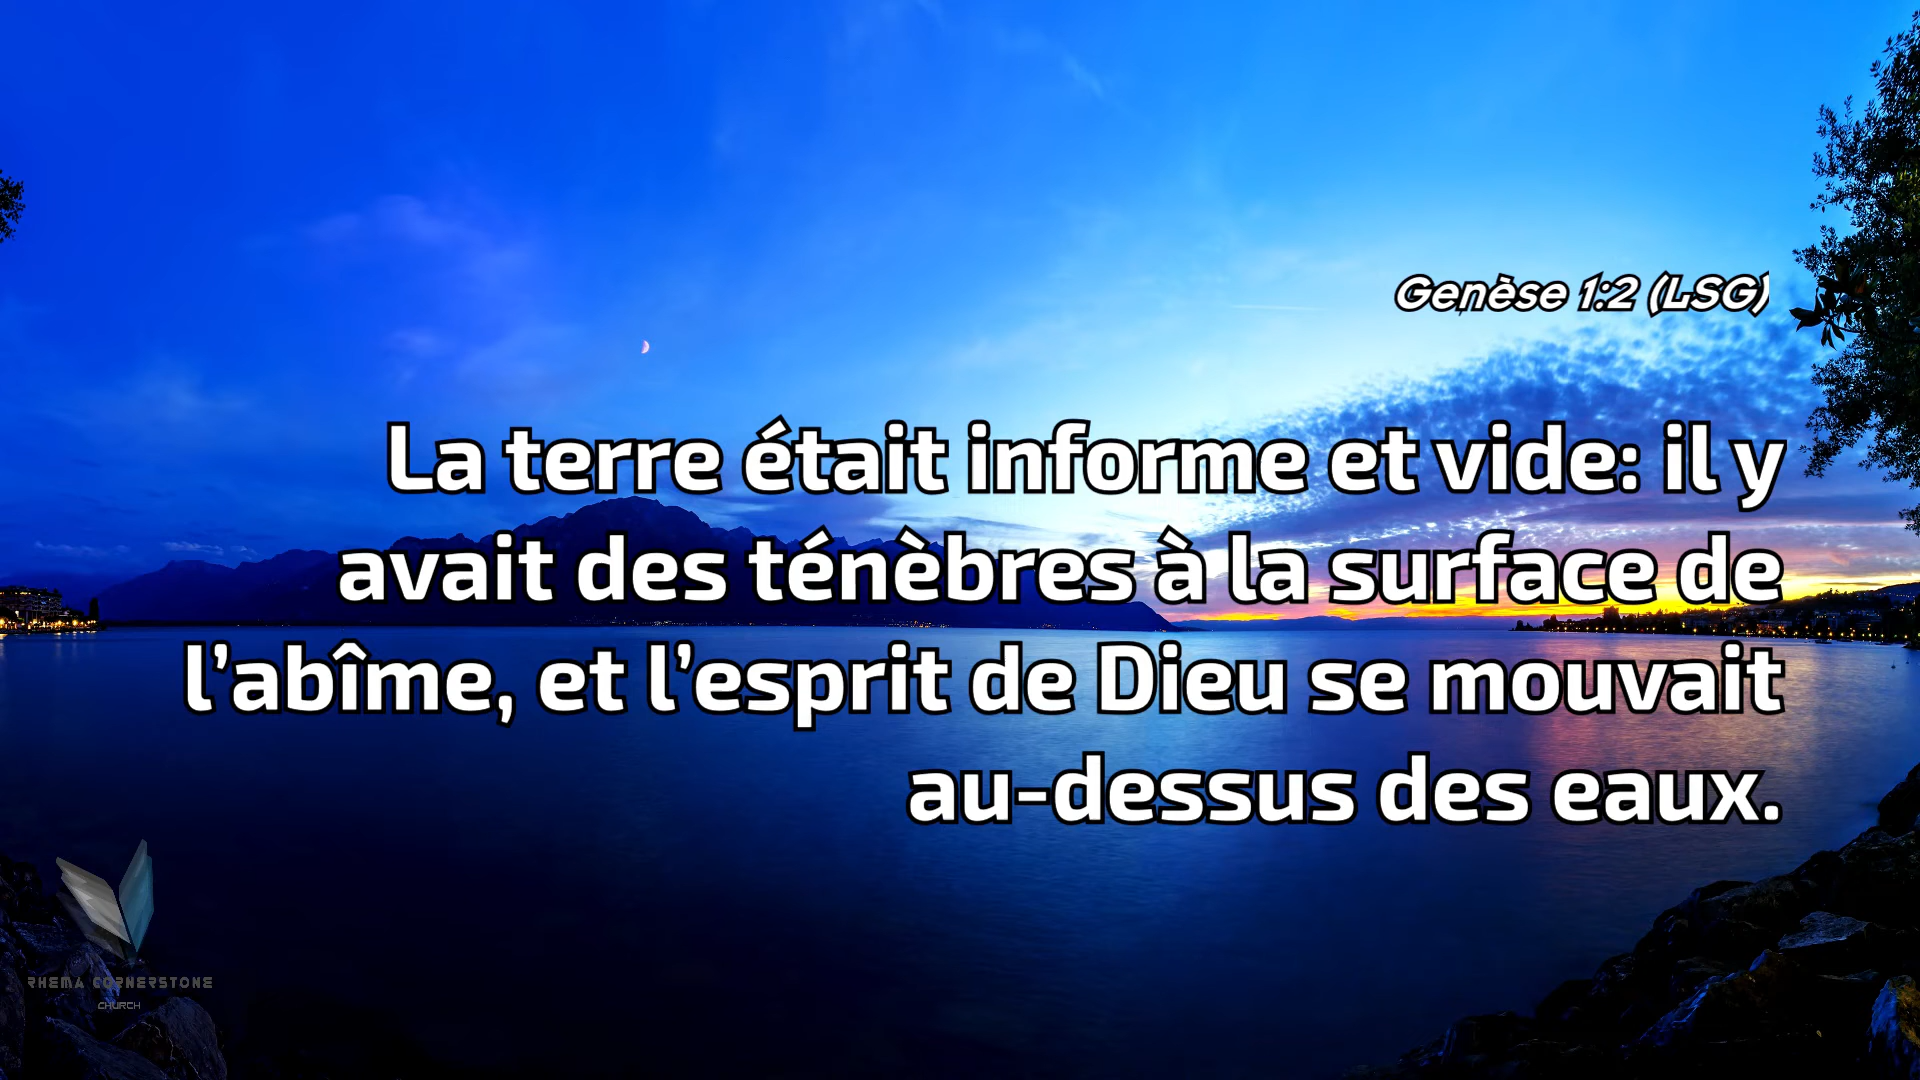 Genèse 1:2 (LSG)
La terre était informe et vide: il y
avait des ténèbres à la surface de
l’abîme, et l’esprit de Dieu se mouvait
au-dessus des eaux.
RHEMA CORNERSTONE
CHURCH